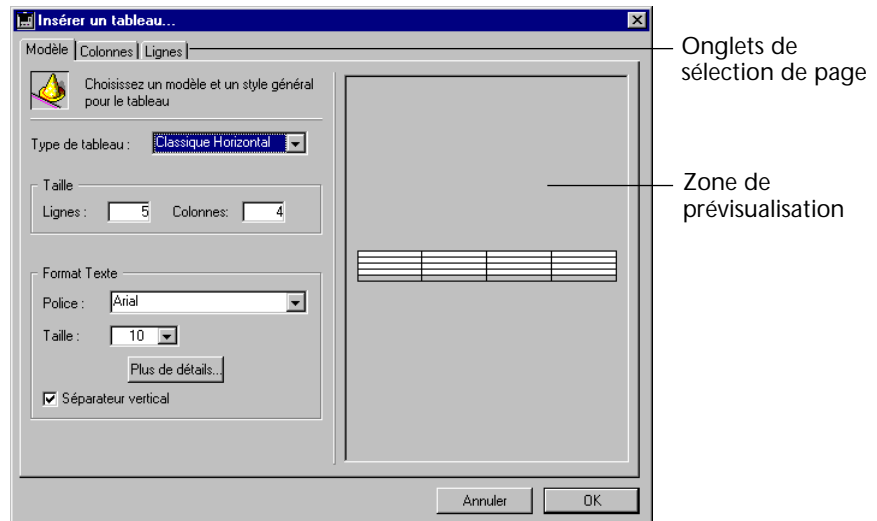 Insérer un tableau...
Modèle Colonnes Lignes
Onglets de
sélection de page
Choisissez un modèle et un style général
pour le tableau
Type de tableau : Classique Horizontal
Taille
Lignes : 5 Colonnes: 4
Zone de
prévisualisation
Format Texte
Police : Arial
Taille : 10
Plus de détails...
Séparateur vertical
Annuler OK